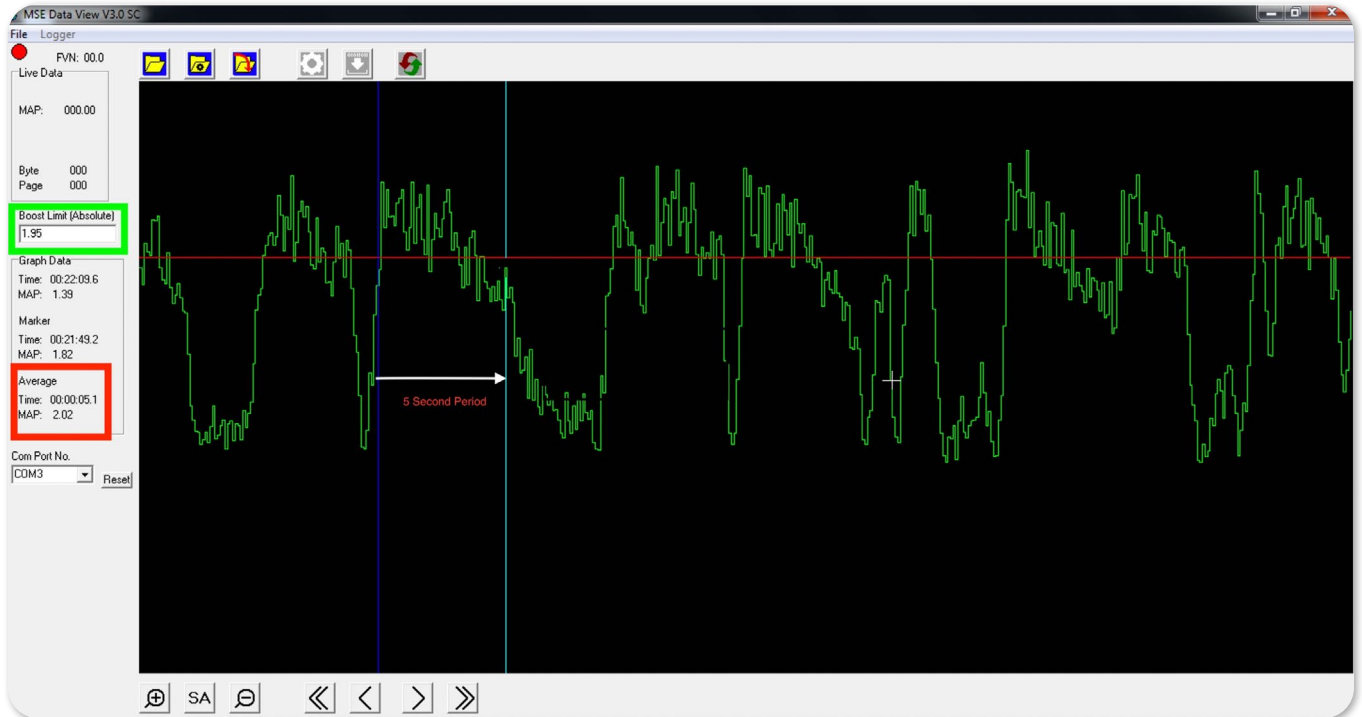 MSE Data View V3.0 SC
File Logger
FVN: 00.0
Live Data
MAP: 000.00
Byte 000
Page 000
Boost Limit (Absolute)
1.95
Graph Data
Time: 00:22:09.6
MAP: 1.39
Marker
Time: 00:21:49.2
MAP: 1.82
Average
Time: 00:00:05.1
MAP: 2.02
Com Port No.
COM3
Reset
5 Second Period
SA